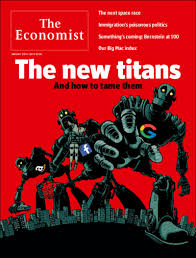 The
Economist
The next space race
Immigration's poisonous politics
Something's coming: Bernstein at 100
Our Big Mac index
The new titans
And how to tame them